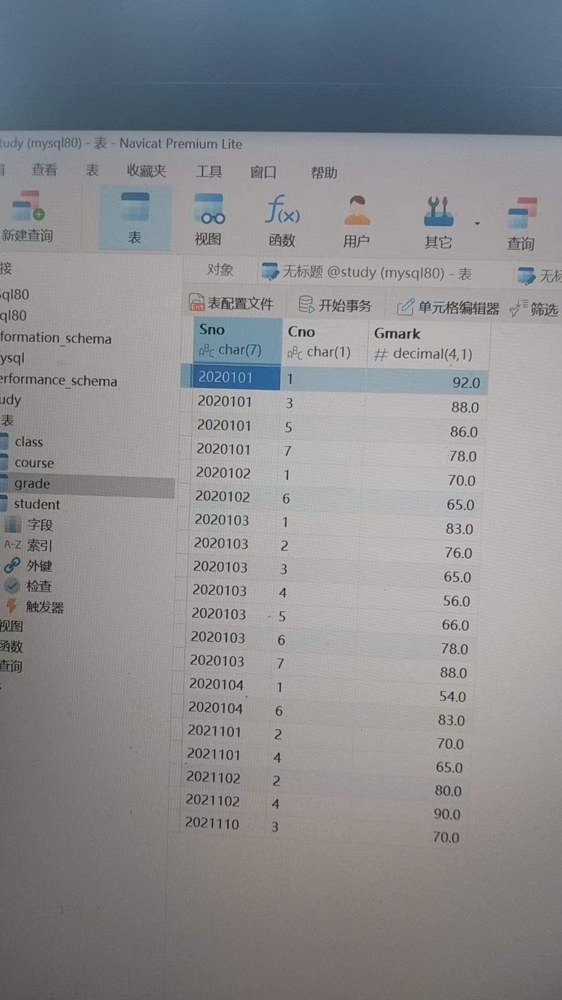 tudy (mysql80) - 表 - Navicat Premium Lite
查看 表 收藏夹 工具 窗口 帮助
新建查询 表 视图 f(x) 函数 用户 其它 查询
接 对象 无标题 @study (mysql80) - 表 无标
sql80
ql80
formation_schema
ysql
erformance_schema
udy
表
class
course
grade
student
字段
A-Z 索引
外键
检查
触发器
视图
函数
查询
Ent 表配置文件 开始事务 单元格编辑器 筛选
Sno Cno Gmark
ABC char(7) ABC char(1) # decimal(4,1)
2020101 1 92.0
2020101 3 88.0
2020101 5 86.0
2020101 7 78.0
2020102 1 70.0
2020102 6 65.0
2020103 1 83.0
2020103 2 76.0
2020103 3 65.0
2020103 4 56.0
2020103 5 66.0
2020103 6 78.0
2020103 7 88.0
2020104 1 54.0
2020104 6 83.0
2021101 2 70.0
2021101 4 65.0
2021102 2 80.0
2021102 4 90.0
2021110 3 70.0